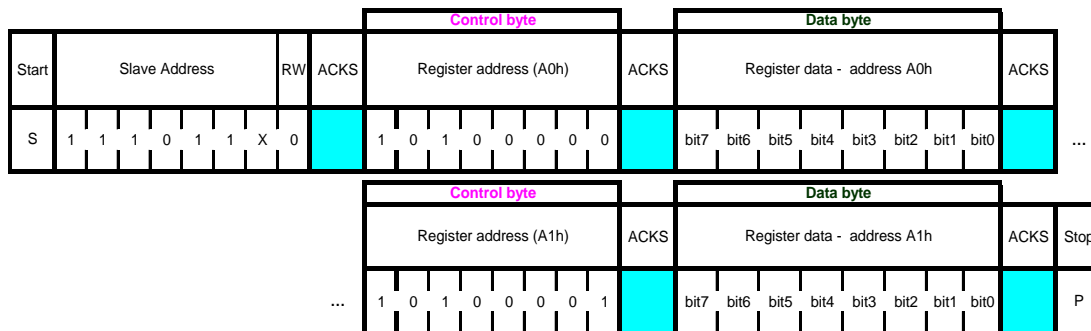 Control byte Data byte
Start Slave Address RW ACKS Register address (A0h) ACKS Register data - address A0h ACKS
S 1 1 1 0 1 1 X 0 1 0 1 0 0 0 0 0 bit7 bit6 bit5 bit4 bit3 bit2 bit1 bit0 ...
Control byte Data byte
Register address (A1h) ACKS Register data - address A1h ACKS Stop
... 1 0 1 0 0 0 0 1 bit7 bit6 bit5 bit4 bit3 bit2 bit1 bit0 P